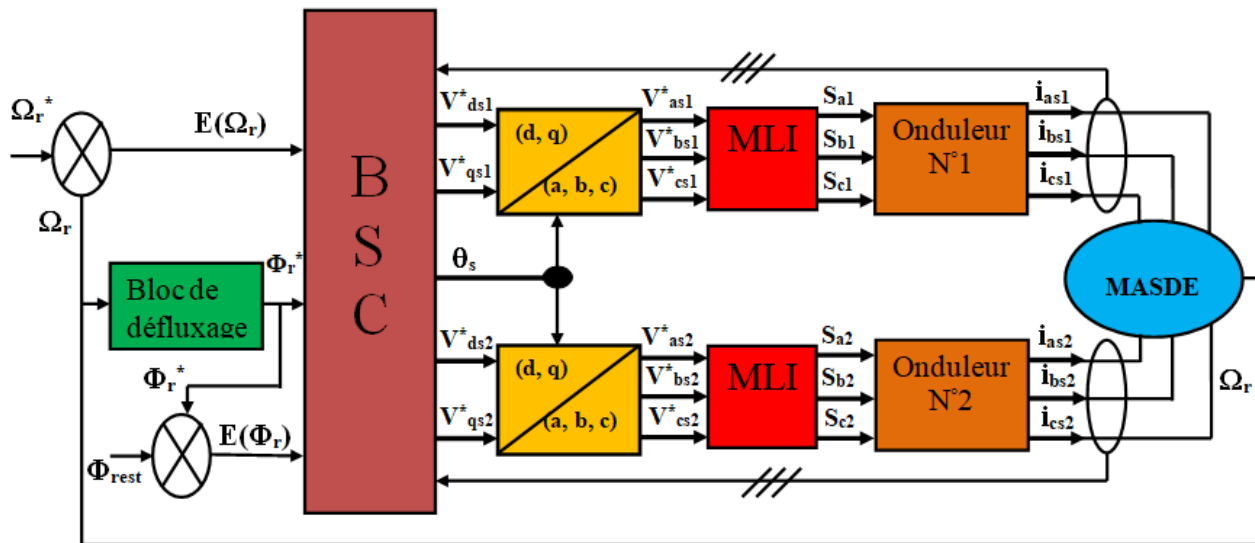 Ωr*
E(Ωr)
Ωr
Bloc de
défluxage
Φr*
Φr*
E(Φr)
Φrest
B
S
C
V*ds1
V*qs1
θs
V*ds2
V*qs2
(d, q)
(a, b, c)
V*as1
V*bs1
V*cs1
MLI
Sa1
Sb1
Sc1
Onduleur
N°1
ias1
ibs1
ics1
MASDE
(d, q)
(a, b, c)
V*as2
V*bs2
V*cs2
MLI
Sa2
Sb2
Sc2
Onduleur
N°2
ias2
ibs2
ics2
Ωr